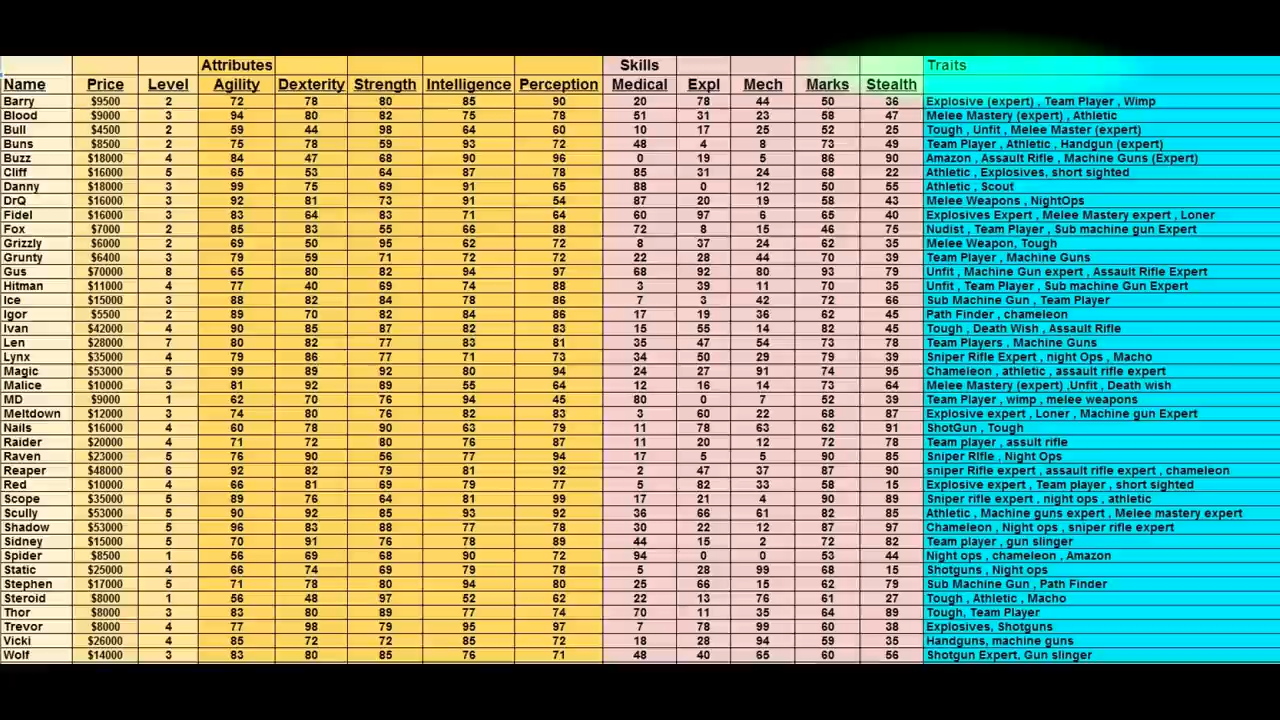 Attributes Skills Traits
Name Price Level Agility Dexterity Strength Intelligence Perception Medical Expl Mech Marks Stealth
Barry $9500 2 72 78 80 85 90 20 78 44 50 36 Explosive (expert) , Team Player , Wimp
Blood $9000 3 94 80 82 75 78 51 31 23 58 47 Melee Mastery (expert) , Athletic
Bull $4500 2 59 44 98 64 60 10 17 25 52 25 Tough , Unfit , Melee Master (expert)
Buns $8500 2 75 78 59 93 72 48 4 8 73 49 Team Player , Athletic , Handgun (expert)
Buzz $18000 4 84 47 68 90 96 0 19 5 86 90 Amazon , Assault Rifle , Machine Guns (Expert)
Cliff $16000 5 65 53 64 87 78 85 31 24 68 22 Athletic , Explosives, short sighted
Danny $18000 3 99 75 69 91 65 88 0 12 50 55 Athletic , Scout
DrQ $16000 3 92 81 73 91 54 87 20 19 58 43 Melee Weapons , NightOps
Fidel $16000 3 83 64 83 71 64 60 97 6 65 40 Explosives Expert , Melee Mastery expert , Loner
Fox $7000 2 85 83 55 66 88 72 8 15 46 75 Nudist , Team Player , Sub machine gun Expert
Grizzly $6000 2 69 50 95 62 72 8 37 24 62 35 Melee Weapon, Tough
Grunty $6400 3 79 59 71 72 72 22 28 44 70 39 Team Player , Machine Guns
Gus $70000 8 65 80 82 94 97 68 92 80 93 79 Unfit , Machine Gun expert , Assault Rifle Expert
Hitman $11000 4 77 40 69 74 88 3 39 11 70 35 Unfit , Team Player , Sub machine Gun Expert
Ice $15000 3 88 82 84 78 86 7 3 42 72 66 Sub Machine Gun , Team Player
Igor $5500 2 89 70 82 84 86 17 19 36 62 45 Path Finder , chameleon
Ivan $42000 4 90 85 87 82 83 15 55 14 82 45 Tough , Death Wish , Assault Rifle
Len $28000 7 80 82 77 83 81 35 47 54 73 78 Team Players , Machine Guns
Lynx $35000 4 79 86 77 71 73 34 50 29 79 39 Sniper Rifle Expert , night Ops , Macho
Magic $53000 5 99 89 92 80 94 24 27 91 74 95 Chameleon , athletic , assault rifle expert
Malice $10000 3 81 92 89 55 64 12 16 14 73 64 Melee Mastery (expert) ,Unfit , Death wish
MD $9000 1 62 70 76 94 45 80 0 7 52 39 Team Player , wimp , melee weapons
Meltdown $12000 3 74 80 76 82 83 3 60 22 68 87 Explosive expert , Loner , Machine gun Expert
Nails $16000 4 60 78 90 63 79 11 78 63 62 91 ShotGun , Tough
Raider $20000 4 71 72 80 76 87 11 20 12 72 78 Team player , assult rifle
Raven $23000 5 76 90 56 77 94 17 5 5 90 85 Sniper RIfle , Night Ops
Reaper $48000 6 92 82 79 81 92 2 47 37 87 90 sniper Rifle expert , assault rifle expert , chameleon
Red $10000 4 66 81 69 79 77 5 82 33 58 15 Explosive expert , Team player , short sighted
Scope $35000 5 89 76 64 81 99 17 21 4 90 89 Sniper rifle expert , night ops , athletic
Scully $53000 5 90 92 85 93 92 36 66 61 82 85 Athletic , Machine guns expert , Melee mastery expert
Shadow $53000 5 96 83 88 77 78 30 22 12 87 97 Chameleon , Night ops , sniper rifle expert
Sidney $15000 5 70 91 76 78 89 44 15 2 72 82 Team player , gun slinger
Spider $8500 1 56 69 68 90 72 94 0 0 53 44 Night ops , chameleon , Amazon
Static $25000 4 66 74 69 79 78 5 28 99 68 15 Shotguns , Night ops
Stephen $17000 5 71 78 80 94 80 25 66 15 62 79 Sub Machine Gun , Path Finder
Steroid $8000 1 56 48 97 52 62 22 13 76 61 27 Tough , Athletic , Macho
Thor $8000 3 83 80 89 77 74 70 11 35 64 89 Tough, Team Player
Trevor $8000 4 77 98 79 95 97 7 78 99 60 38 Explosives, Shotguns
Vicki $26000 4 85 72 72 85 72 18 28 94 59 35 Handguns, machine guns
Wolf $14000 3 83 80 85 76 71 48 40 65 60 56 Shotgun Expert, Gun slinger